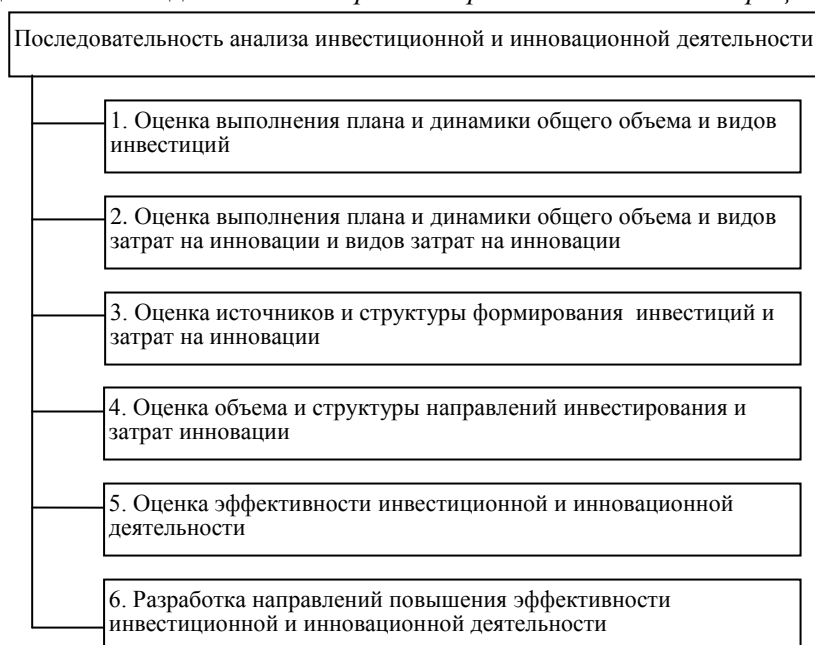 Последовательность анализа инвестиционной и инновационной деятельности
1. Оценка выполнения плана и динамики общего объема и видов
инвестиций
2. Оценка выполнения плана и динамики общего объема и видов
затрат на инновации и видов затрат на инновации
3. Оценка источников и структуры формирования инвестиций и
затрат на инновации
4. Оценка объема и структуры направлений инвестирования и
затрат инновации
5. Оценка эффективности инвестиционной и инновационной
деятельности
6. Разработка направлений повышения эффективности
инвестиционной и инновационной деятельности